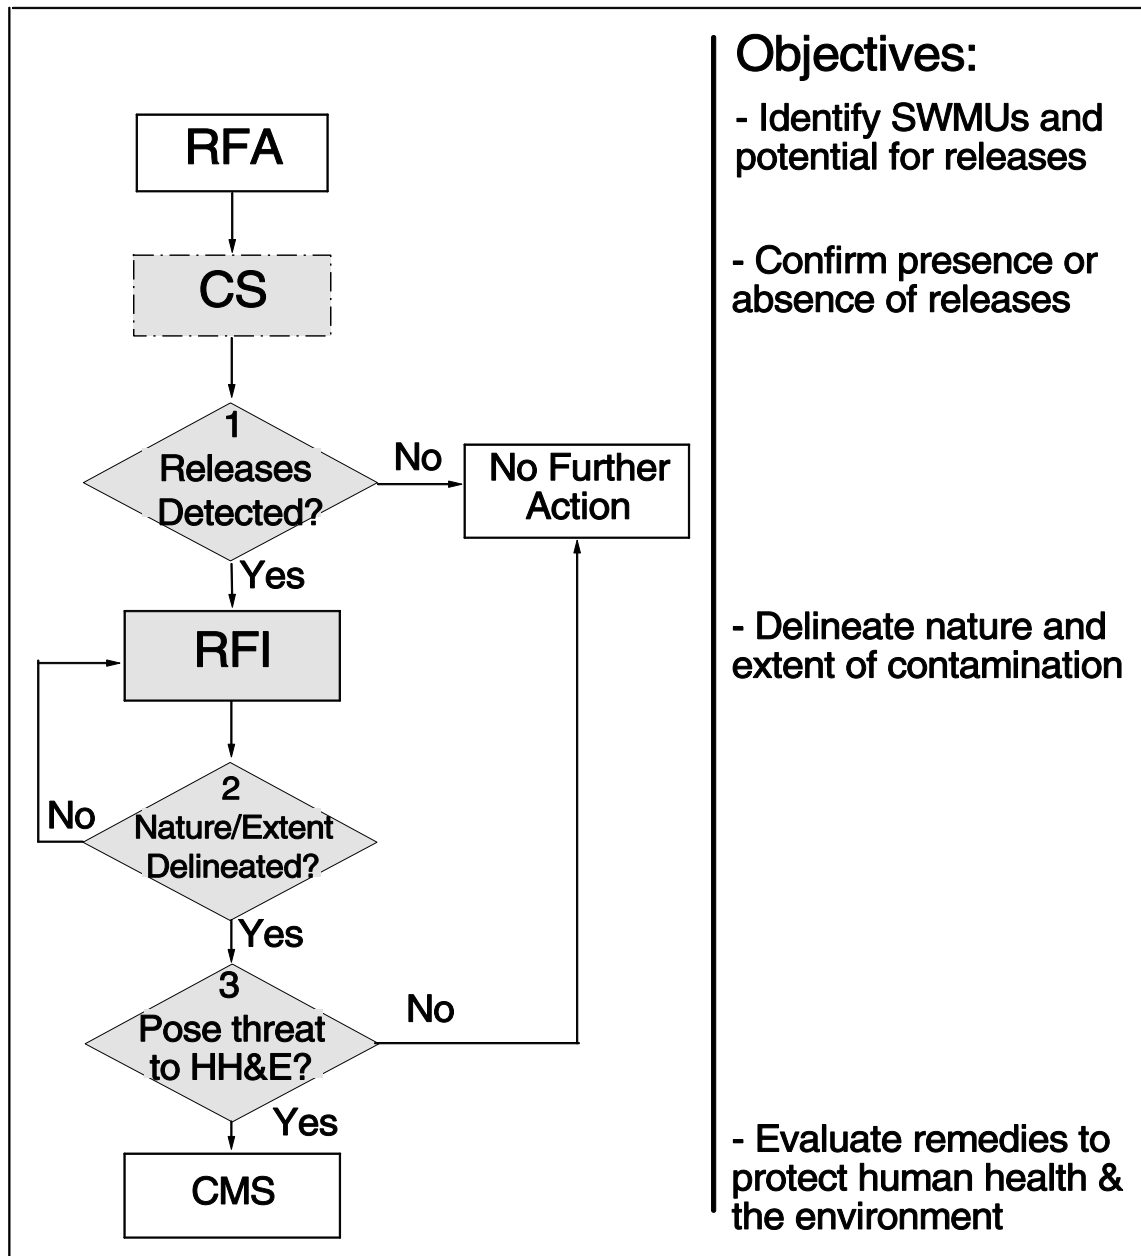 Objectives:
RFA
- Identify SWMUs and
potential for releases
CS
- Confirm presence or
absence of releases
1
Releases
Detected?
No
No Further
Action
Yes
RFI
- Delineate nature and
extent of contamination
2
Nature/Extent
Delineated?
No
Yes
3
Pose threat
to HH&E?
No
Yes
CMS
- Evaluate remedies to
protect human health &
the environment